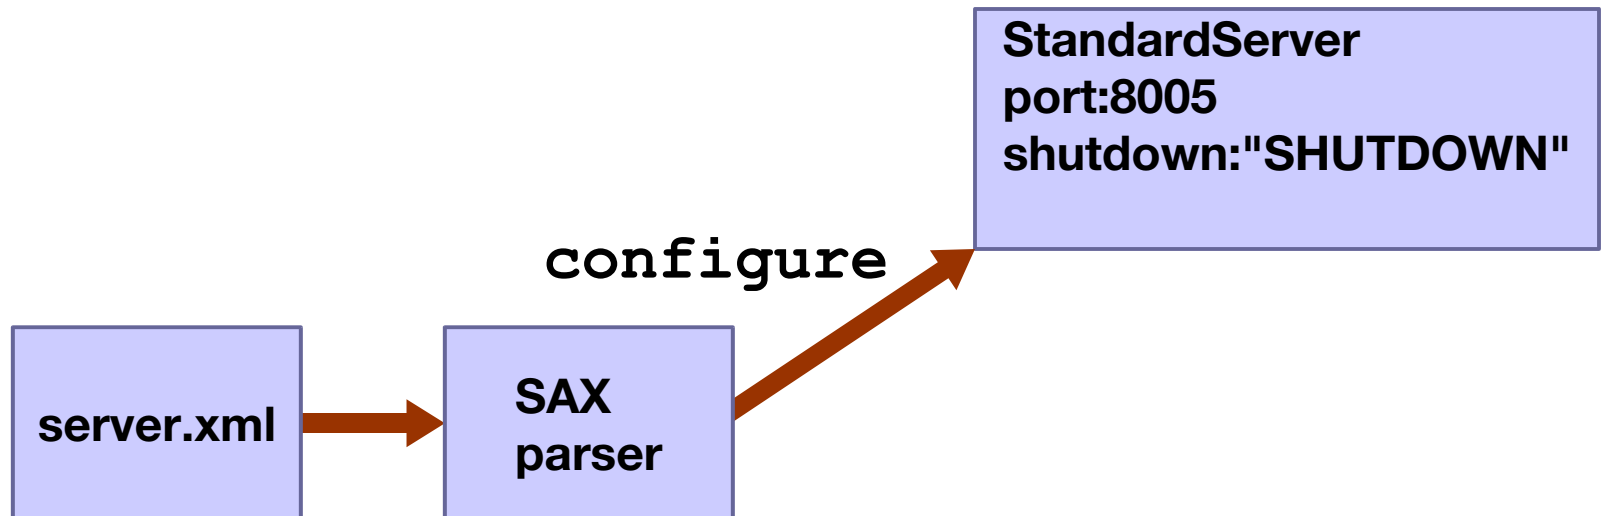 StandardServer
port:8005
shutdown:"SHUTDOWN"
configure
server.xml
SAX
parser